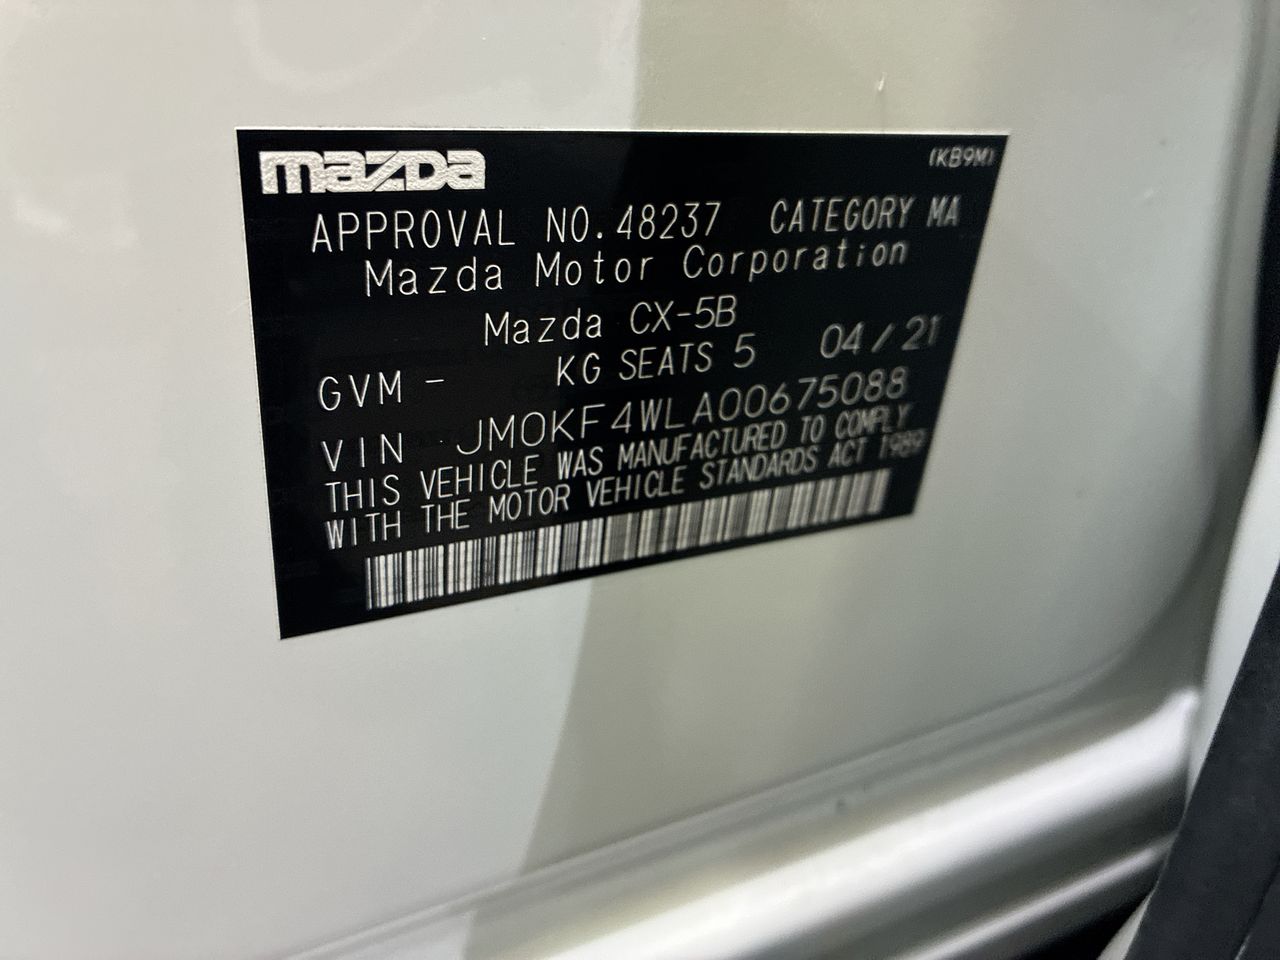 mazda (KB9M)
APPROVAL NO.48237 CATEGORY MA
Mazda Motor Corporation
Mazda CX-5B
GVM - KG SEATS 5 04/21
VIN JM0KF4WLA00675088
THIS VEHICLE WAS MANUFACTURED TO COMPLY
WITH THE MOTOR VEHICLE STANDARDS ACT 1989